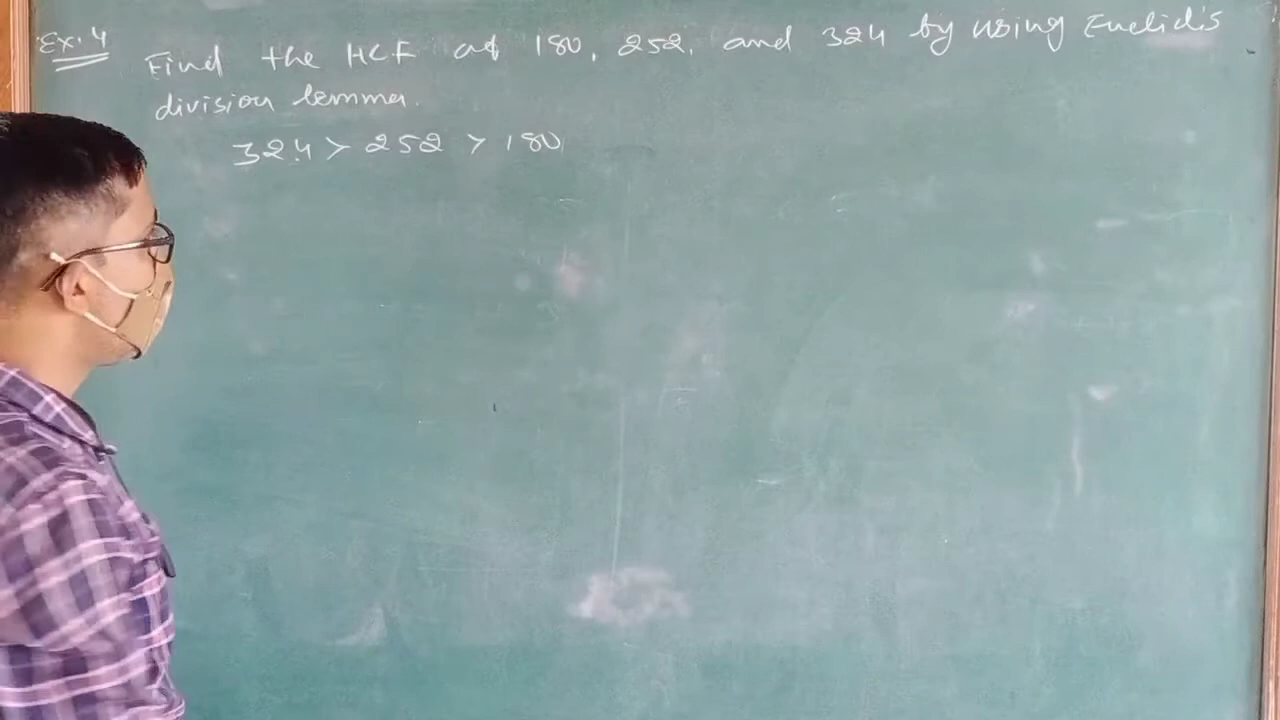 Ex. 4 Find the HCF of 180, 252, and 324 by using Euclid's
division lemma.
324 > 252 > 180